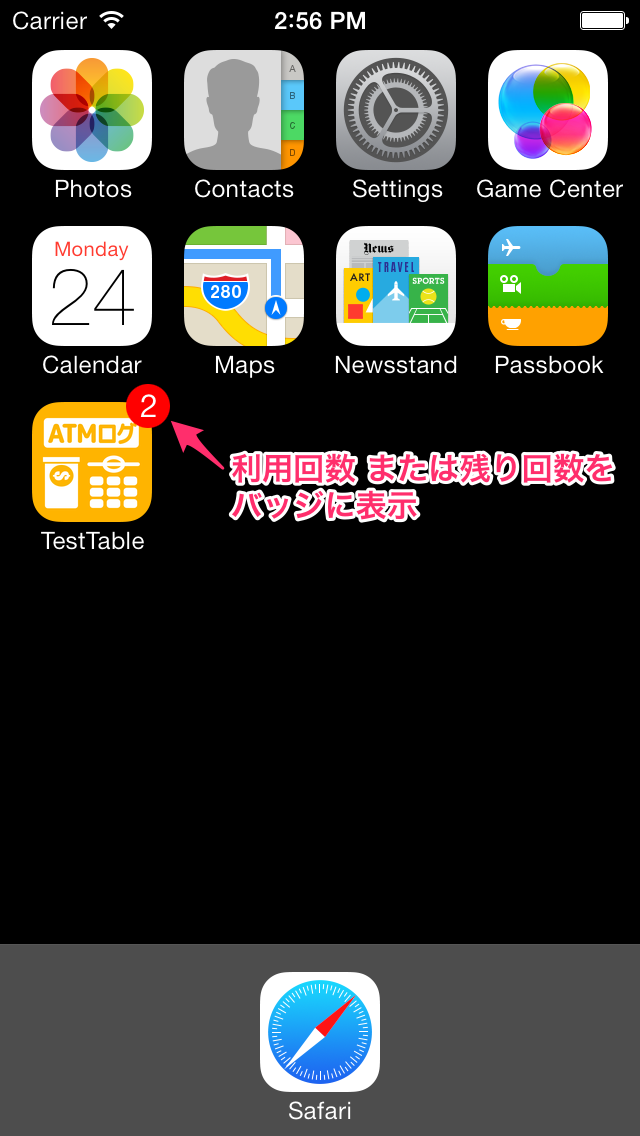 Carrier 2:56 PM
A
B
C
D
Photos Contacts Settings Game Center
Monday
24
280
News
ART
TRAVEL
SPORTS
Calendar Maps Newsstand Passbook
2
ATMログ
$
TestTable
利用回数 または残り回数を
バッジに表示
Safari